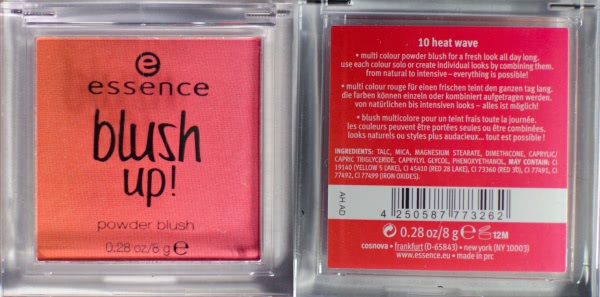 e
essence
blush
up!
powder blush
0.28 oz/8 g ℮
10 heat wave
• multi colour powder blush for a fresh look all day long.
use each colour solo or create individual looks by combining them.
from natural to intensive – everything is possible!
• multi colour rouge für einen frischen teint den ganzen tag lang.
die farben können einzeln oder kombiniert aufgetragen werden.
von natürlichen bis intensiven looks – alles ist möglich!
• blush multicolore pour un teint frais toute la journée.
les couleurs peuvent être portées seules ou être combinées.
looks naturels ou styles plus audacieux... tout est possible !
INGREDIENTS: TALC, MICA, MAGNESIUM STEARATE, DIMETHICONE, CAPRYLIC/
CAPRIC TRIGLYCERIDE, CAPRYLYL GLYCOL, PHENOXYETHANOL, MAY CONTAIN: CI
19140 (YELLOW 5 LAKE), CI 45410 (RED 28 LAKE), CI 73360 (RED 30), CI 77491, CI
77492, CI 77499 (IRON OXIDES).
AH AD
4 250587 773262
0.28 oz/8 g ℮ 12M
cosnova • frankfurt (D-65843) • new york (NY 10003)
www.essence.eu • made in prc